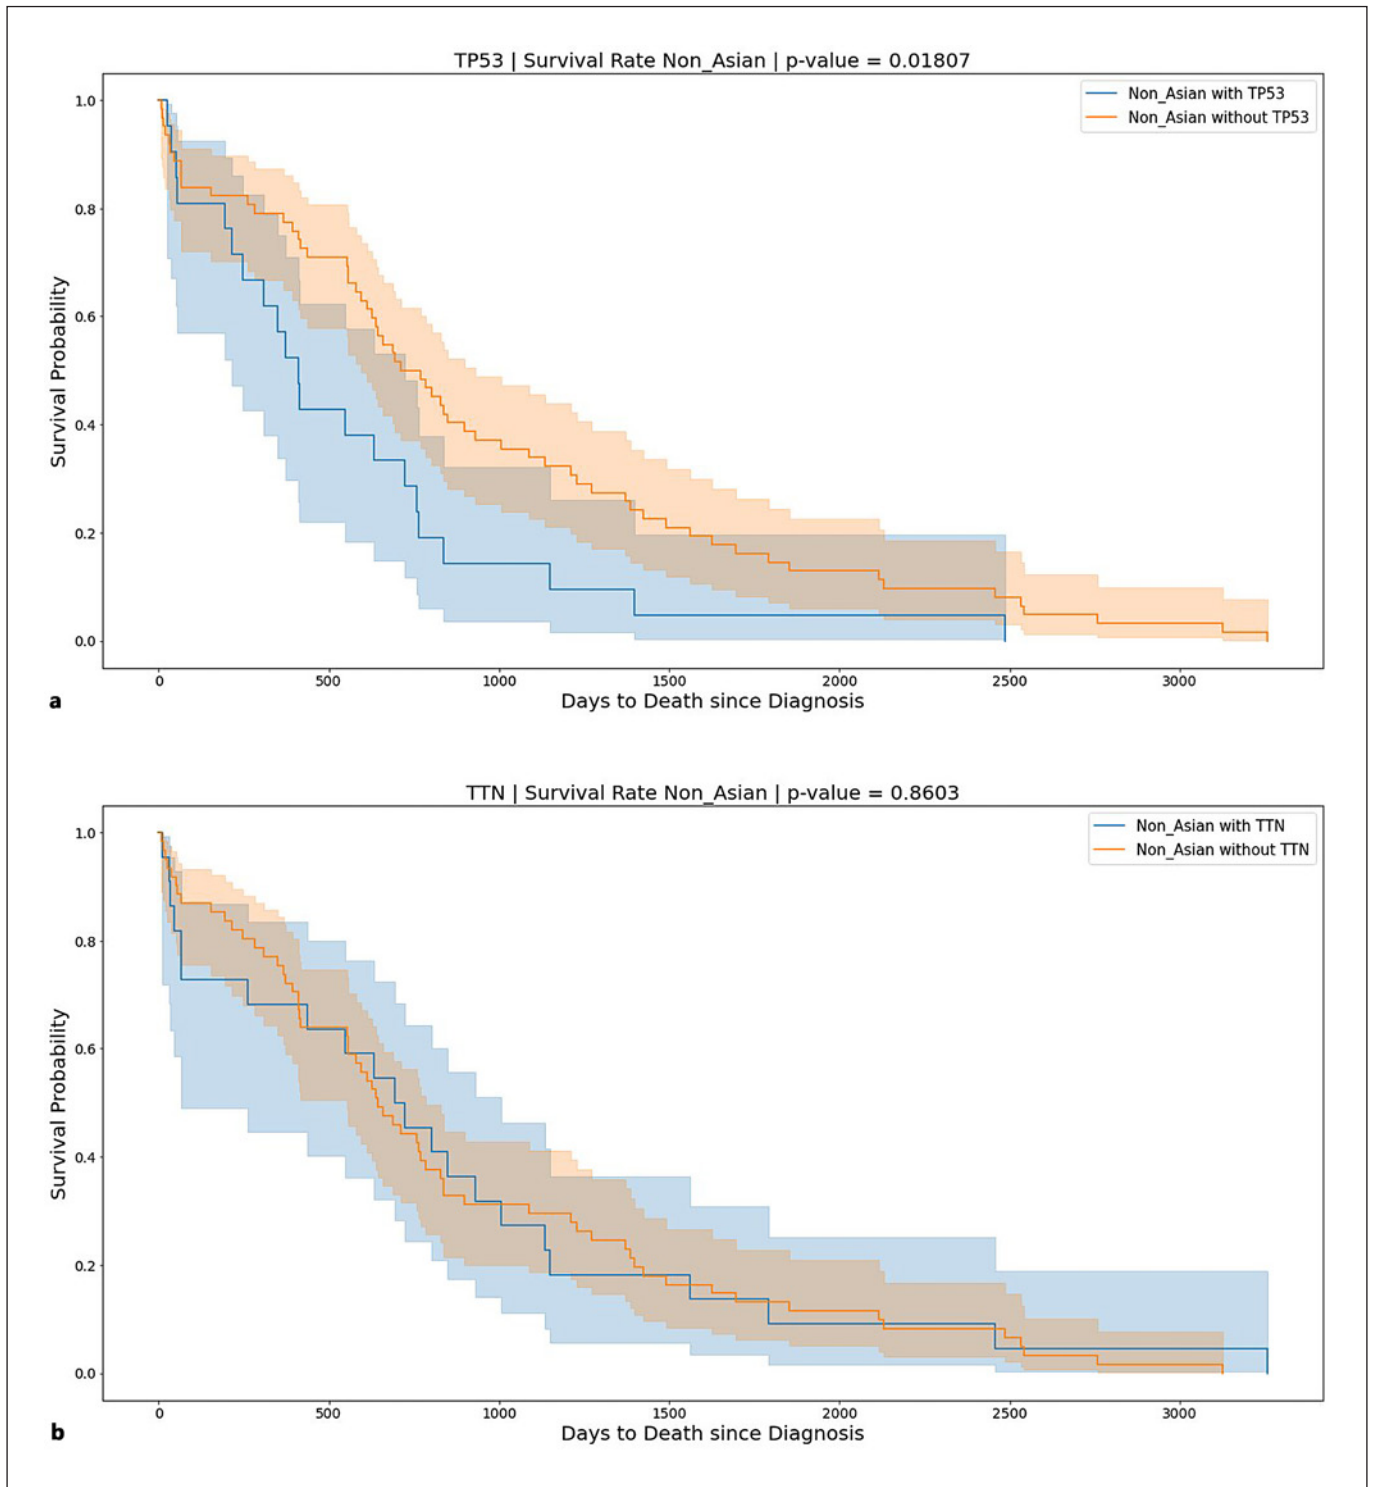 TP53 | Survival Rate Non_Asian | p-value = 0.01807
Non_Asian with TP53
Non_Asian without TP53
1.0
0.8
0.6
0.4
0.2
0.0
Survival Probability
0 500 1000 1500 2000 2500 3000
Days to Death since Diagnosis
a
TTN | Survival Rate Non_Asian | p-value = 0.8603
Non_Asian with TTN
Non_Asian without TTN
1.0
0.8
0.6
0.4
0.2
0.0
Survival Probability
0 500 1000 1500 2000 2500 3000
Days to Death since Diagnosis
b